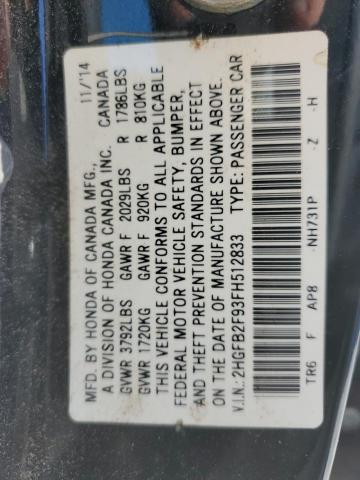 MFD. BY HONDA OF CANADA MFG., 11/'14
A DIVISION OF HONDA CANADA INC. CANADA
GVWR 3792LBS GAWR F 2029LBS R 1786LBS
GVWR 1720KG GAWR F 920KG R 810KG
THIS VEHICLE CONFORMS TO ALL APPLICABLE
FEDERAL MOTOR VEHICLE SAFETY, BUMPER,
AND THEFT PREVENTION STANDARDS IN EFFECT
ON THE DATE OF MANUFACTURE SHOWN ABOVE.
V.I.N.: 2HGFB2F93FH512833 TYPE: PASSENGER CAR
TR6 F AP8 -NH731P -Z -H